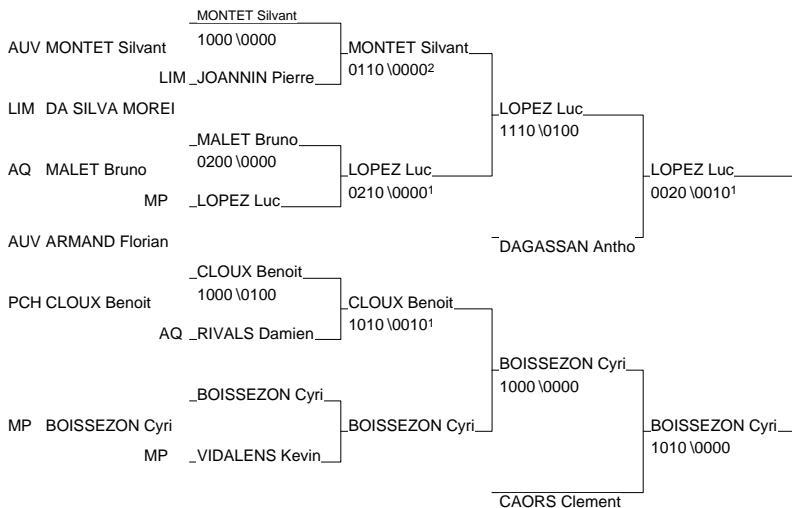 MONTET Silvant
1000 \0000
AUV MONTET Silvant
MONTET Silvant
0110 \0000²
LIM JOANNIN Pierre
LIM DA SILVA MOREI
LOPEZ Luc
1110 \0100
MALET Bruno
0200 \0000
AQ MALET Bruno
LOPEZ Luc
0210 \0000¹
LOPEZ Luc
0020 \0010¹
MP LOPEZ Luc
AUV ARMAND Florian
DAGASSAN Antho
CLOUX Benoit
1000 \0100
PCH CLOUX Benoit
CLOUX Benoit
1010 \0010¹
AQ RIVALS Damien
BOISSEZON Cyri
1000 \0000
BOISSEZON Cyri
MP BOISSEZON Cyri
BOISSEZON Cyri
BOISSEZON Cyri
1010 \0000
MP VIDALENS Kevin
CAORS Clement